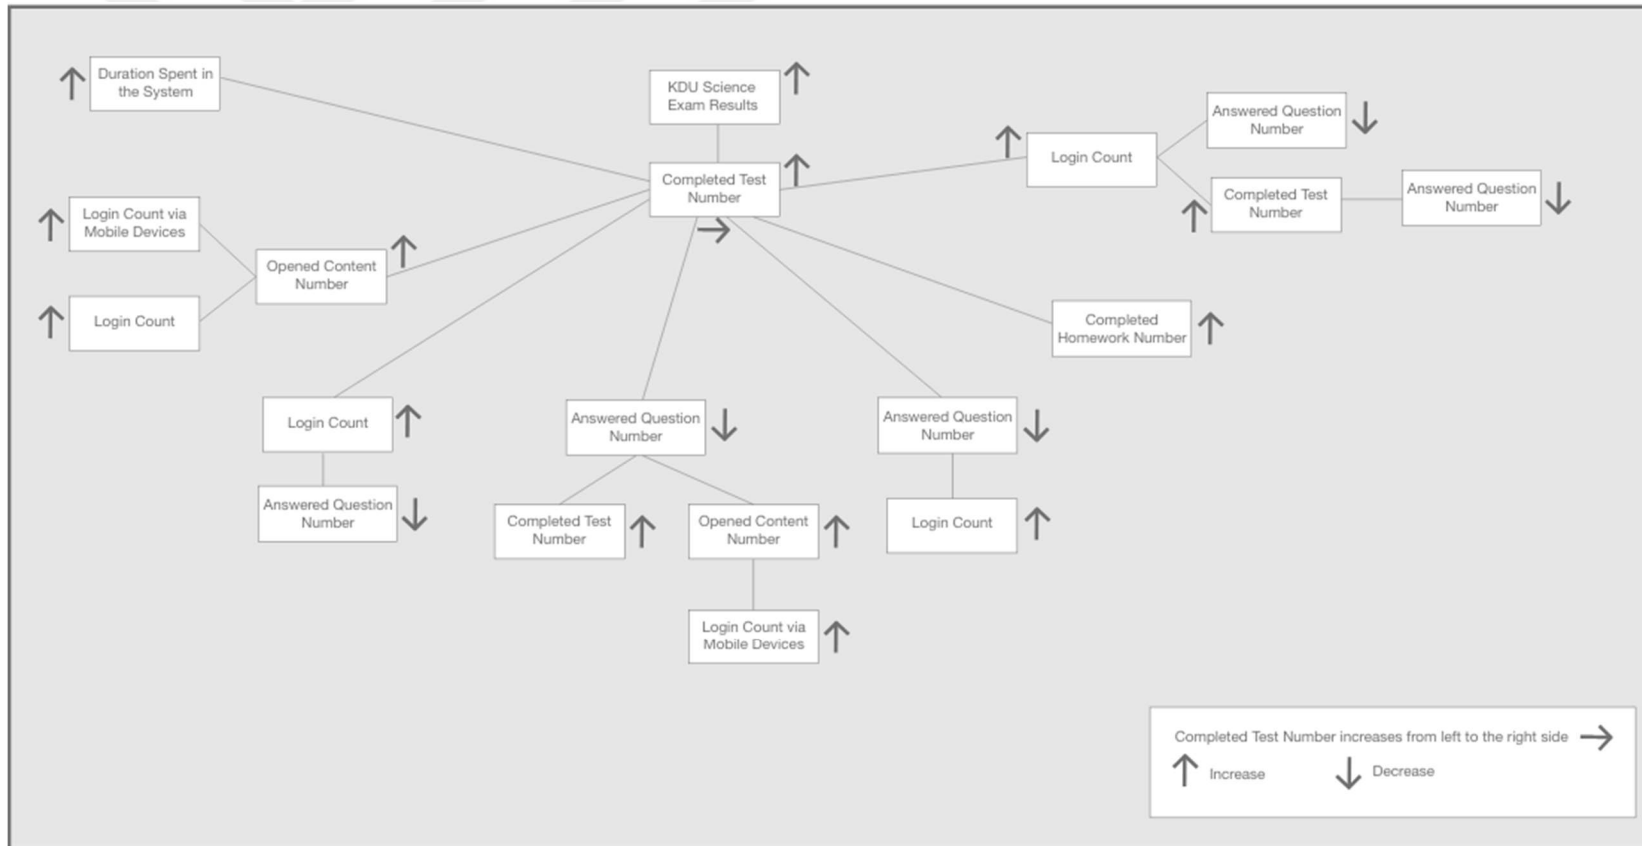 Duration Spent in
the System
KDU Science
Exam Results
Answered Question
Number
Login Count
Completed Test
Number
Completed Test
Number
Answered Question
Number
Login Count via
Mobile Devices
Opened Content
Number
Login Count
Completed
Homework Number
Login Count
Answered Question
Number
Answered Question
Number
Answered Question
Number
Completed Test
Number
Opened Content
Number
Login Count
Login Count via
Mobile Devices
Completed Test Number increases from left to the right side
Increase
Decrease